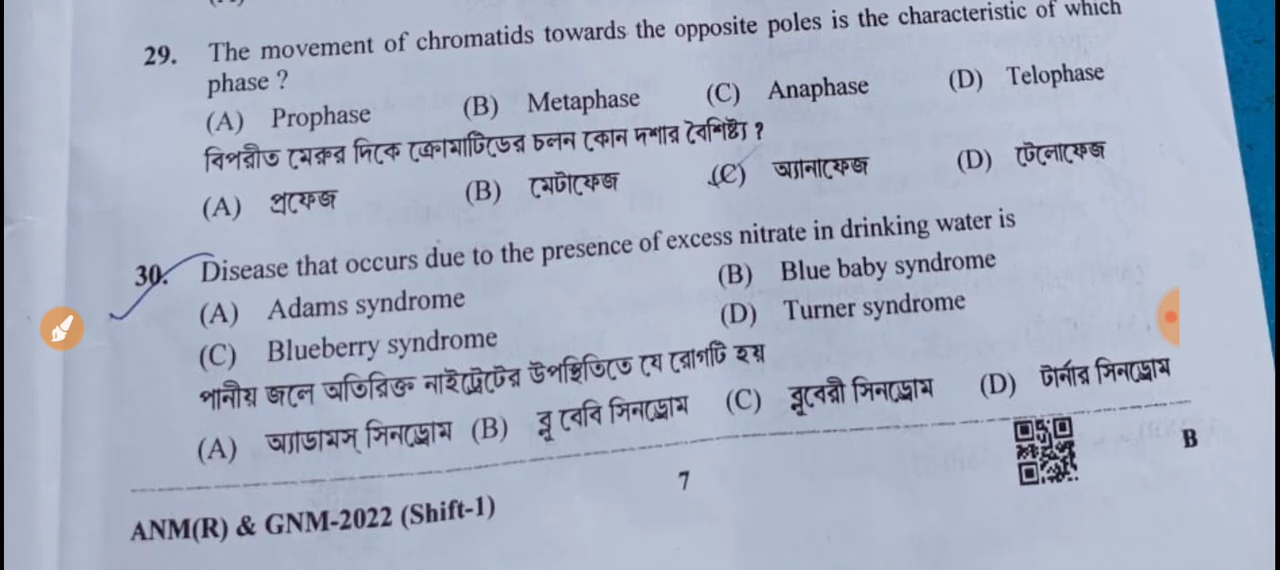 29. The movement of chromatids towards the opposite poles is the characteristic of which
phase ?
(A) Prophase (B) Metaphase (C) Anaphase (D) Telophase
বিপরীত মেরুর দিকে ক্রোমাটিডের চলন কোন দশার বৈশিষ্ট্য ?
(A) প্রফেজ (B) মেটাফেজ (C) অ্যানাফেজ (D) টেলোফেজ
30. Disease that occurs due to the presence of excess nitrate in drinking water is
(A) Adams syndrome (B) Blue baby syndrome
(C) Blueberry syndrome (D) Turner syndrome
পানীয় জলে অতিরিক্ত নাইট্রেটের উপস্থিতিতে যে রোগটি হয়
(A) অ্যাডামস্ সিনড্রোম (B) ব্লু বেবি সিনড্রোম (C) ব্লুবেরী সিনড্রোম (D) টার্নার সিনড্রোম
7
B
ANM(R) & GNM-2022 (Shift-1)